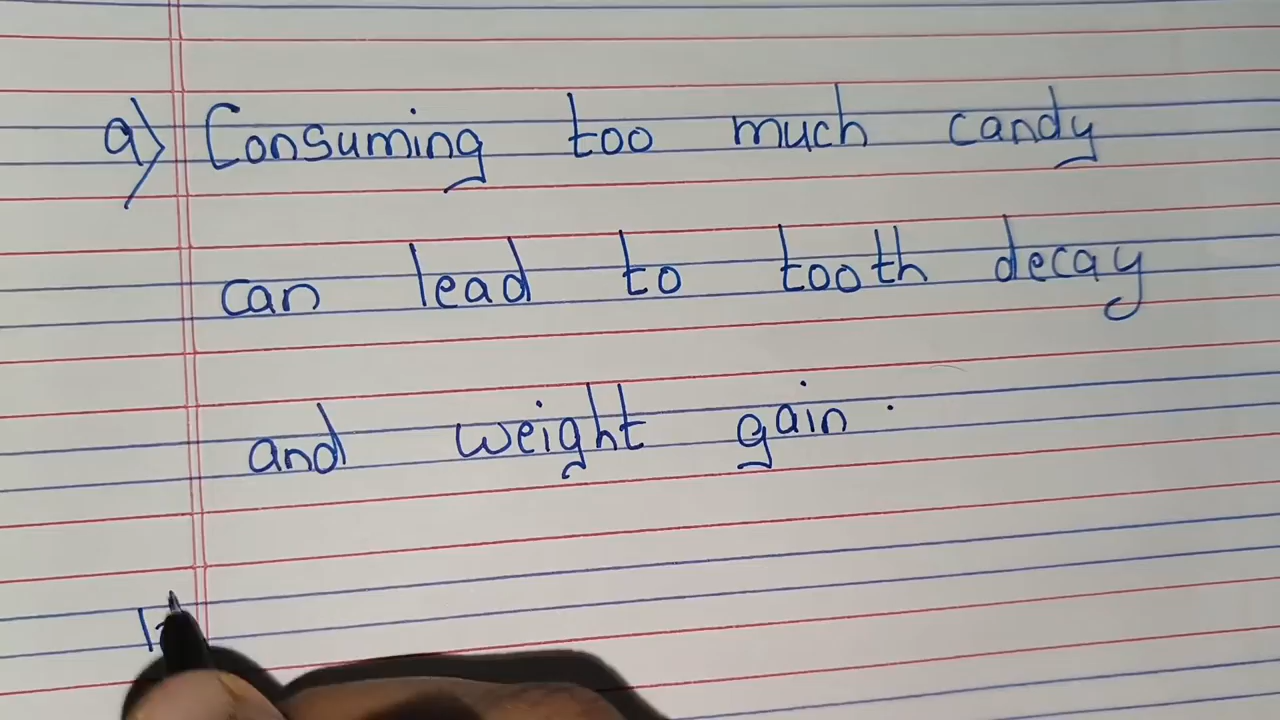 9) Consuming too much candy
can lead to tooth decay
and weight gain.